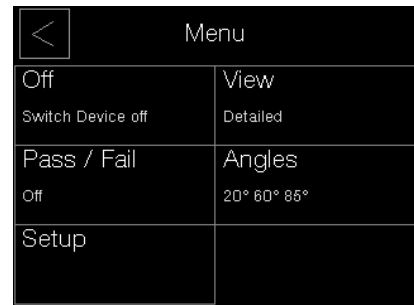 Menu
Off
Switch Device off
View
Detailed
Pass / Fail
Off
Angles
20° 60° 85°
Setup